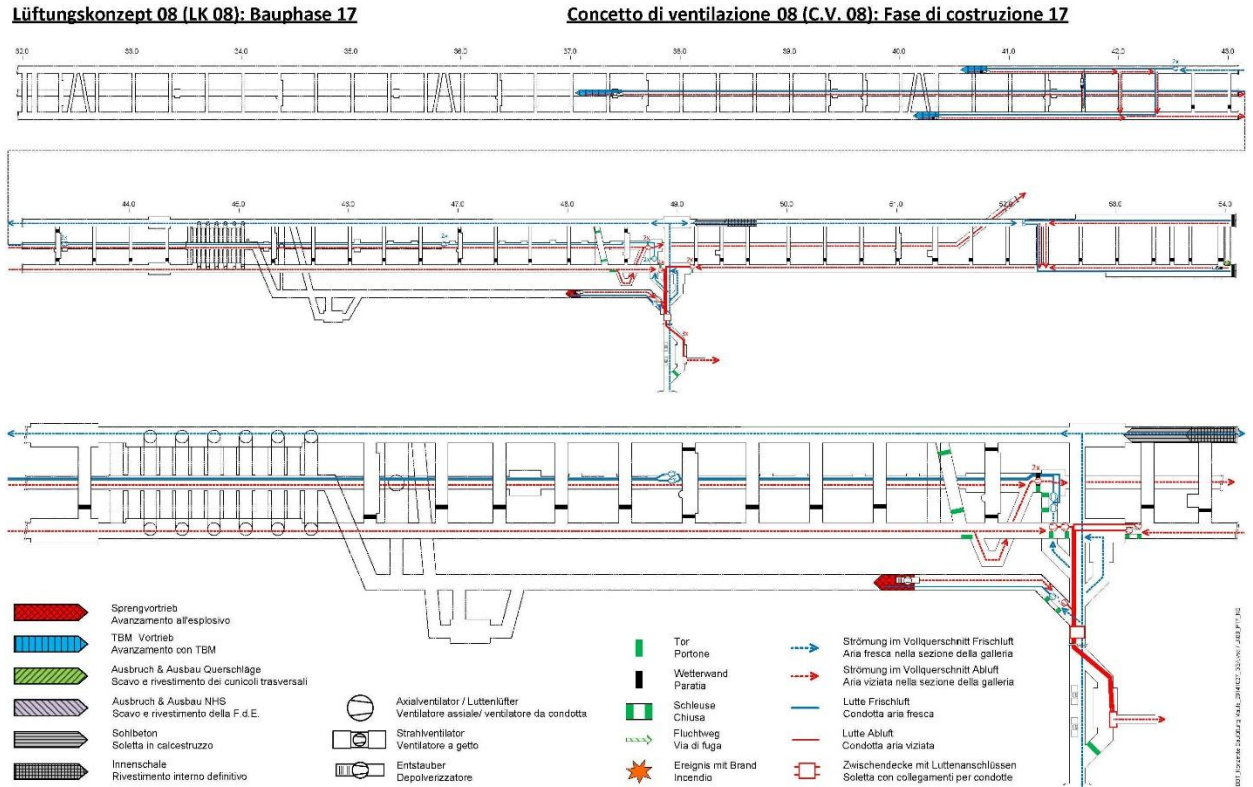 Lüftungskonzept 08 (LK 08): Bauphase 17
Concetto di ventilazione 08 (C.V. 08): Fase di costruzione 17
32.0 33.0 34.0 35.0 36.0 37.0 38.0 39.0 40.0 41.0 42.0 43.0
44.0 45.0 46.0 47.0 48.0 49.0 50.0 51.0 52.0 53.0 54.0
2x
Sprengvortrieb
Avanzamento all'esplosivo
TBM Vortrieb
Avanzamento con TBM
Ausbruch & Ausbau Querschläge
Scavo e rivestimento dei cunicoli trasversali
Ausbruch & Ausbau NHS
Scavo e rivestimento della F.d.E.
Sohlbeton
Soletta in calcestruzzo
Innenschale
Rivestimento interno definitivo
Axialventilator / Luttenlüfter
Ventilatore assiale/ ventilatore da condotta
Strahlventilator
Ventilatore a getto
Entstauber
Depolverizzatore
Tor
Portone
Wetterwand
Paratia
Schleuse
Chiusa
Fluchtweg
Via di fuga
Ereignis mit Brand
Incendio
Strömung im Vollquerschnitt Frischluft
Aria fresca nella sezione della galleria
Strömung im Vollquerschnitt Abluft
Aria viziata nella sezione della galleria
Lutte Frischluft
Condotta aria fresca
Lutte Abluft
Condotta aria viziata
Zwischendecke mit Luttenanschlüssen
Soletta con collegamenti per condotte